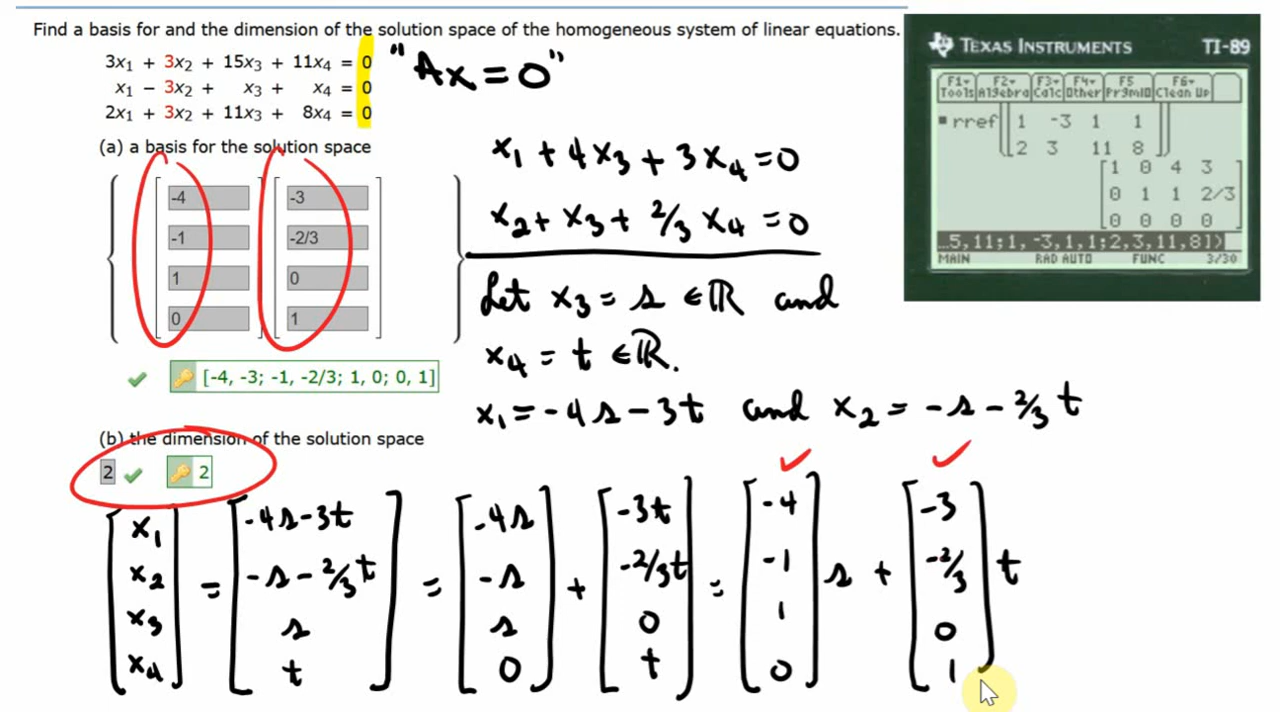 Find a basis for and the dimension of the solution space of the homogeneous system of linear equations.
3x₁ + 3x₂ + 15x₃ + 11x₄ = 0
x₁ − 3x₂ + x₃ + x₄ = 0
2x₁ + 3x₂ + 11x₃ + 8x₄ = 0
"Ax = 0"
(a) a basis for the solution space
-4 -3
-1 -2/3
1 0
0 1
[-4, -3; -1, -2/3; 1, 0; 0, 1]
(b) the dimension of the solution space
2 2
x₁ + 4x₃ + 3x₄ = 0
x₂ + x₃ + 2/3 x₄ = 0
Let x₃ = s ∈ ℝ and
x₄ = t ∈ ℝ.
x₁ = -4s - 3t and x₂ = -s - 2/3 t
[x₁ x₂ x₃ x₄] = [-4s-3t -s-2/3t s t] = [-4s -s s 0] + [-3t -2/3t 0 t] = [-4 -1 1 0] s + [-3 -2/3 0 1] t
TEXAS INSTRUMENTS TI-89
F1 Tools F2 Algebra F3 Calc F4 Other F5 PrgmIO F6 Clean Up
rref 1 -3 1 1
2 3 11 8
1 0 4 3
0 1 1 2/3
0 0 0 0
…5,11;1,-3,1,1;2,3,11,8])
MAIN RAD AUTO FUNC 3/30